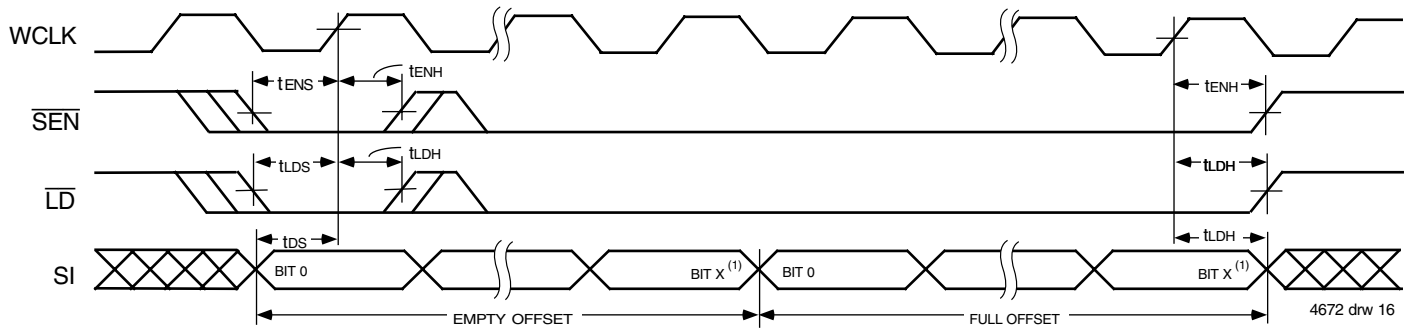 WCLK
tENS
tENH
tENH
SEN
tLDS
tLDH
tLDH
LD
tDS
tLDH
SI
BIT 0
BIT X (1)
BIT 0
BIT X (1)
EMPTY OFFSET
FULL OFFSET
4672 drw 16